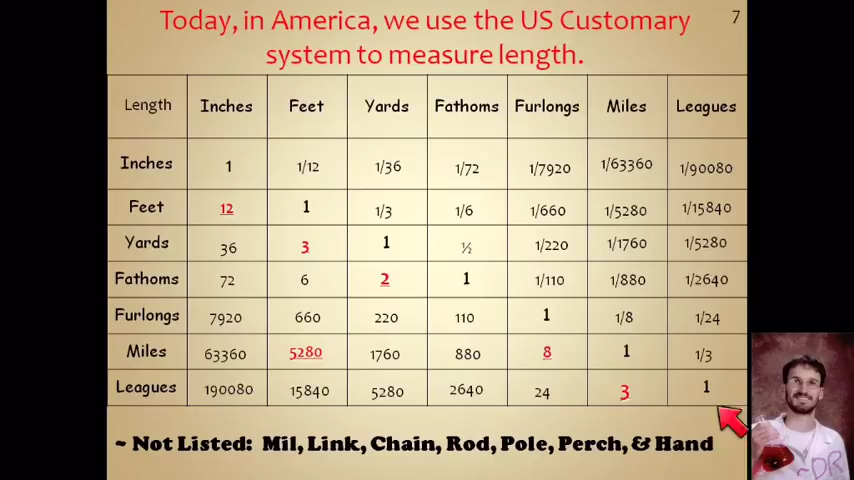 Today, in America, we use the US Customary 7
system to measure length.
Length Inches Feet Yards Fathoms Furlongs Miles Leagues
Inches 1 1/12 1/36 1/72 1/7920 1/63360 1/90080
Feet 12 1 1/3 1/6 1/660 1/5280 1/15840
Yards 36 3 1 ½ 1/220 1/1760 1/5280
Fathoms 72 6 2 1 1/110 1/880 1/2640
Furlongs 7920 660 220 110 1 1/8 1/24
Miles 63360 5280 1760 880 8 1 1/3
Leagues 190080 15840 5280 2640 24 3 1
~ Not Listed: Mil, Link, Chain, Rod, Pole, Perch, & Hand
~DR